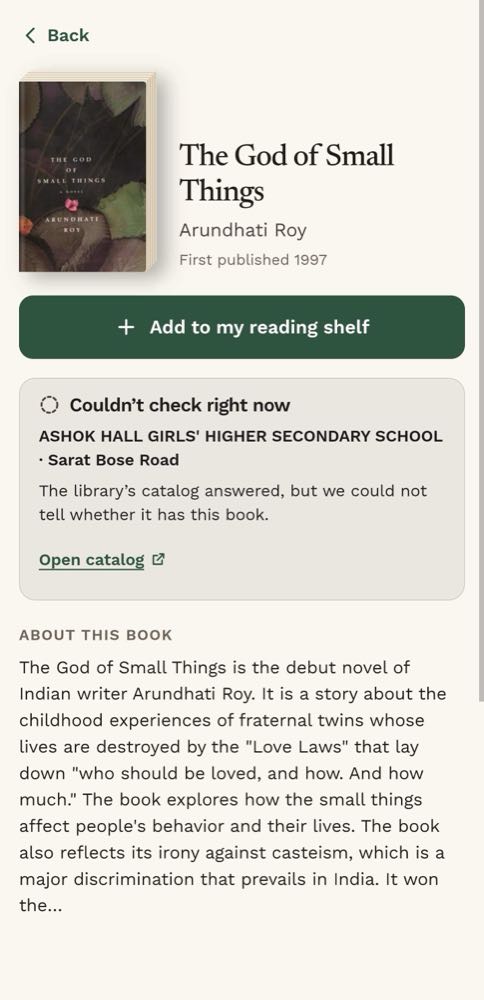 Back
THE GOD
OF
SMALL THINGS
A NOVEL
ARUNDHATI
ROY
The God of Small
Things
Arundhati Roy
First published 1997
+ Add to my reading shelf
Couldn’t check right now
ASHOK HALL GIRLS' HIGHER SECONDARY SCHOOL
· Sarat Bose Road
The library’s catalog answered, but we could not
tell whether it has this book.
Open catalog
ABOUT THIS BOOK
The God of Small Things is the debut novel of
Indian writer Arundhati Roy. It is a story about the
childhood experiences of fraternal twins whose
lives are destroyed by the "Love Laws" that lay
down "who should be loved, and how. And how
much." The book explores how the small things
affect people's behavior and their lives. The book
also reflects its irony against casteism, which is a
major discrimination that prevails in India. It won
the...